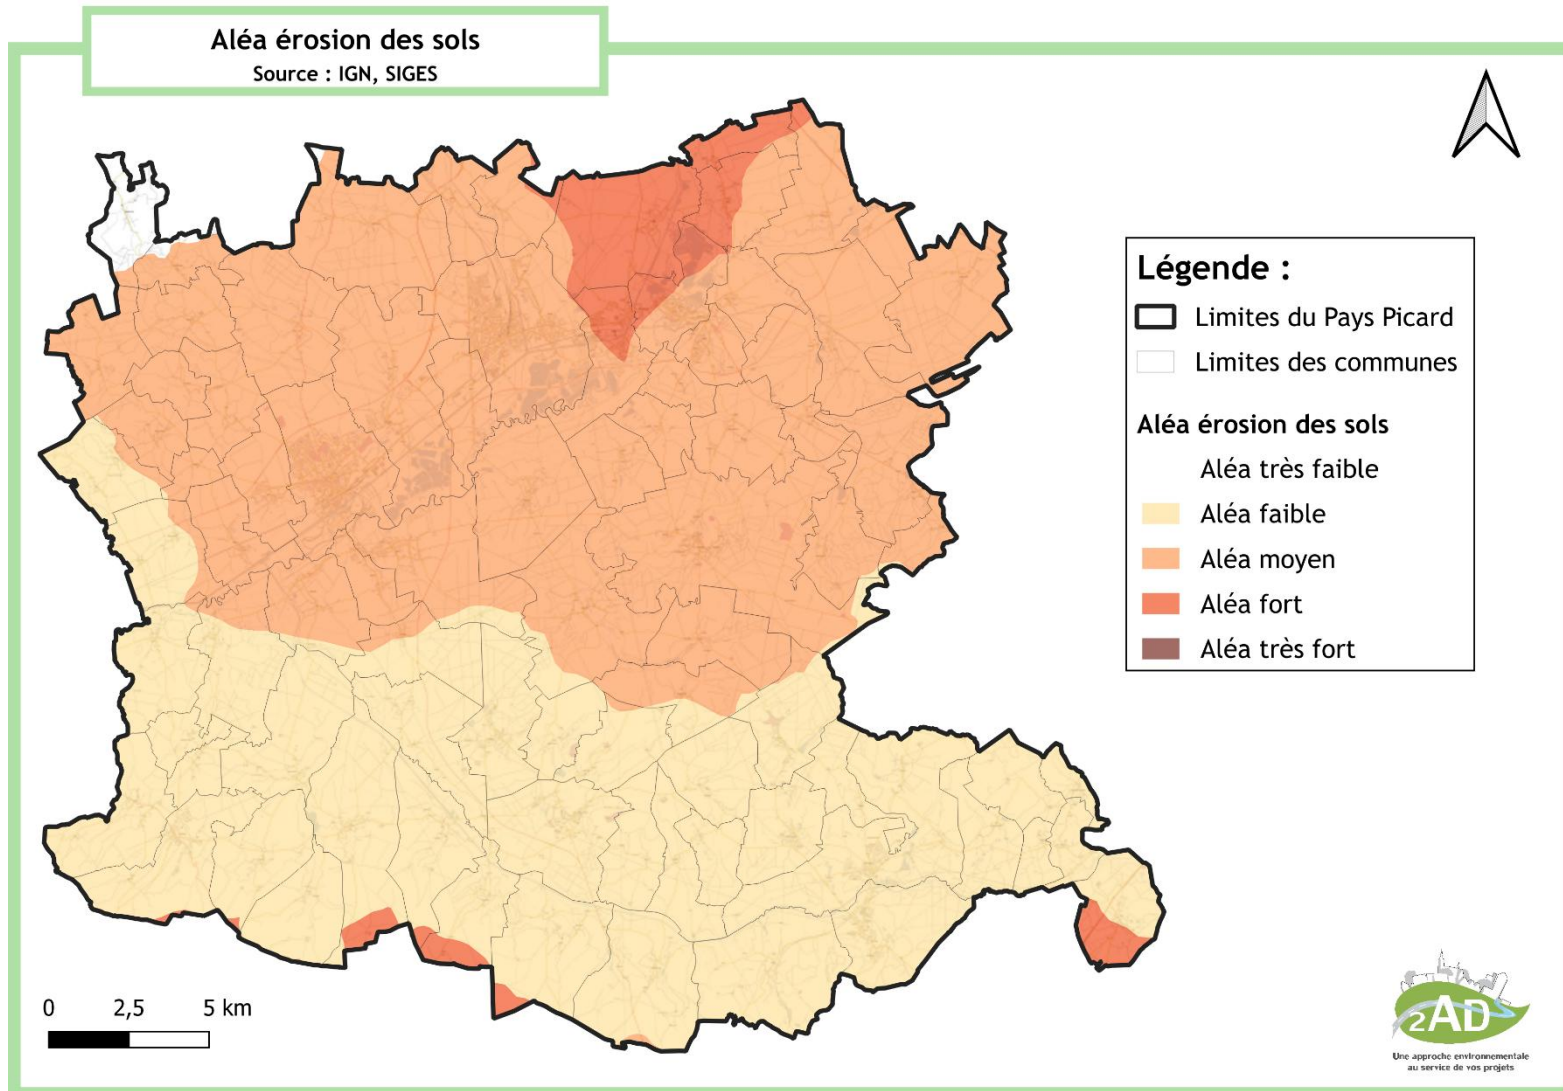 Aléa érosion des sols
Source : IGN, SIGES
Légende :
Limites du Pays Picard
Limites des communes
Aléa érosion des sols
Aléa très faible
Aléa faible
Aléa moyen
Aléa fort
Aléa très fort
0 2,5 5 km
2AD
Une approche environnementale
au service de vos projets